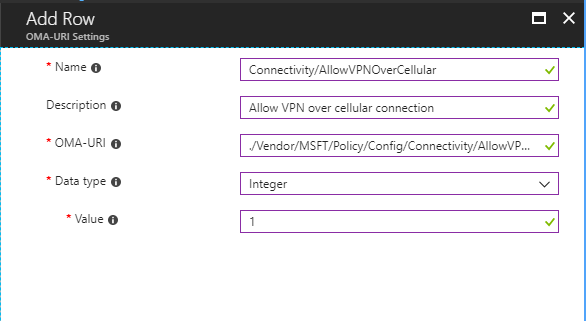 Add Row
OMA-URI Settings
* Name
Connectivity/AllowVPNOverCellular
Description
Allow VPN over cellular connection
* OMA-URI
./Vendor/MSFT/Policy/Config/Connectivity/AllowVP...
* Data type
Integer
* Value
1